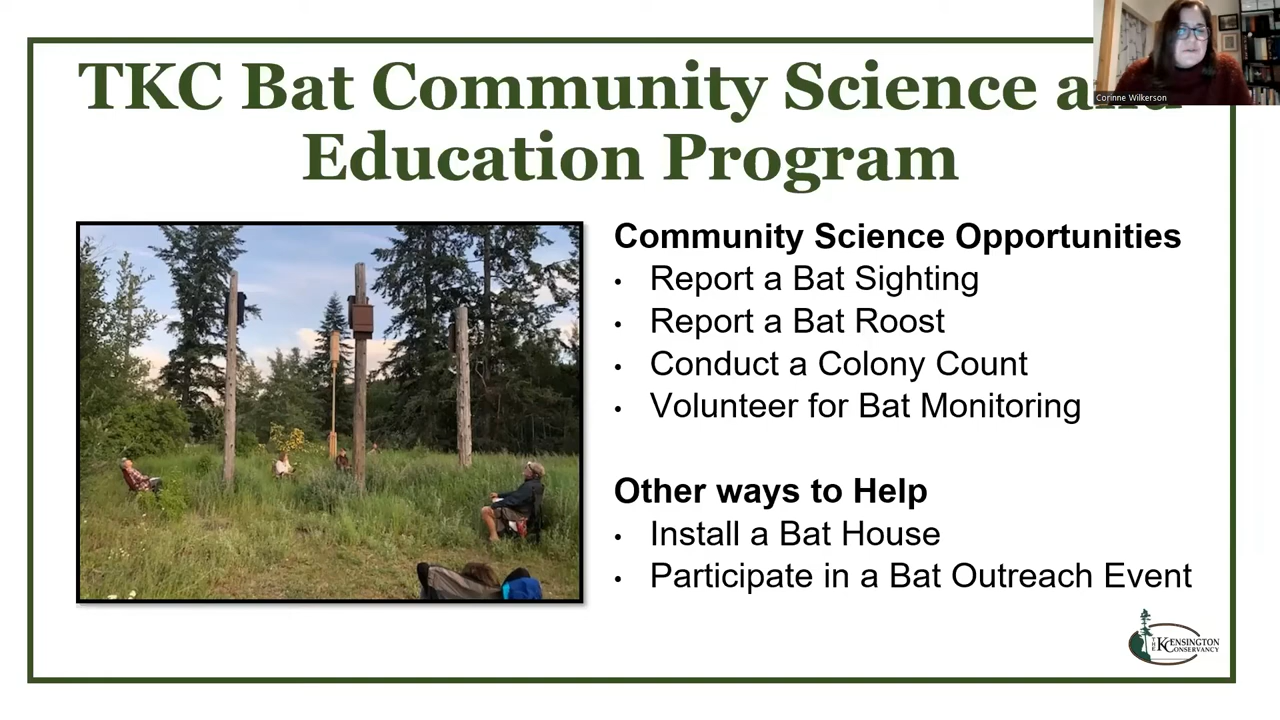 TKC Bat Community Science and
Education Program
Corinne Wilkerson
Community Science Opportunities
• Report a Bat Sighting
• Report a Bat Roost
• Conduct a Colony Count
• Volunteer for Bat Monitoring
Other ways to Help
• Install a Bat House
• Participate in a Bat Outreach Event
THE KENSINGTON
CONSERVANCY